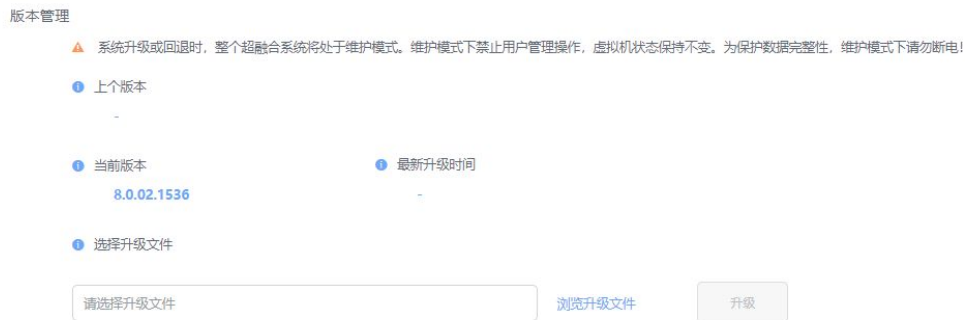 版本管理
系统升级或回退时，整个超融合系统将处于维护模式。维护模式下禁止用户管理操作，虚拟机状态保持不变。为保护数据完整性，维护模式下请勿断电!
上个版本
-
当前版本 最新升级时间
8.0.02.1536 -
选择升级文件
请选择升级文件 浏览升级文件 升级